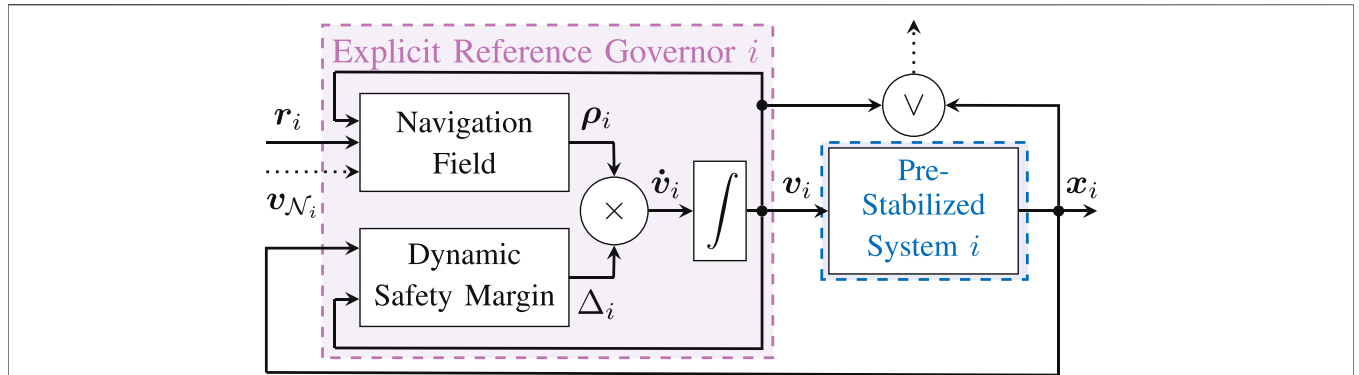 Explicit Reference Governor i
r_i
Navigation
Field
ρ_i
v_{𝒩_i}
Dynamic
Safety Margin
Δ_i
×
v̇_i
∫
v_i
∨
Pre-
Stabilized
System i
x_i